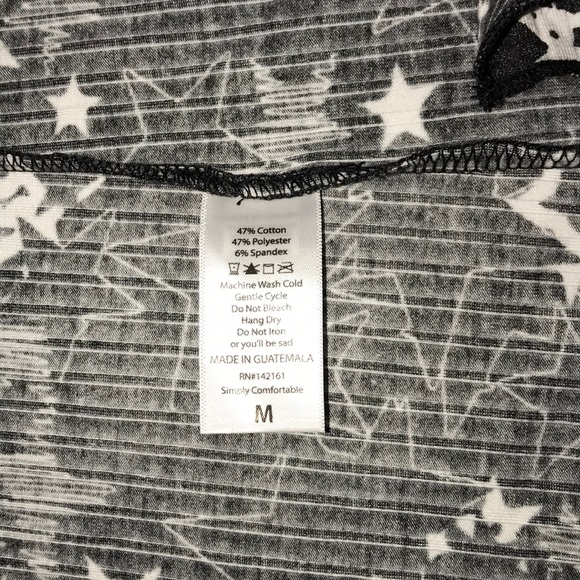 47% Cotton
47% Polyester
6% Spandex
Machine Wash Cold
Gentle Cycle
Do Not Bleach
Hang Dry
Do Not Iron
or you'll be sad
MADE IN GUATEMALA
RN#142161
Simply Comfortable
M